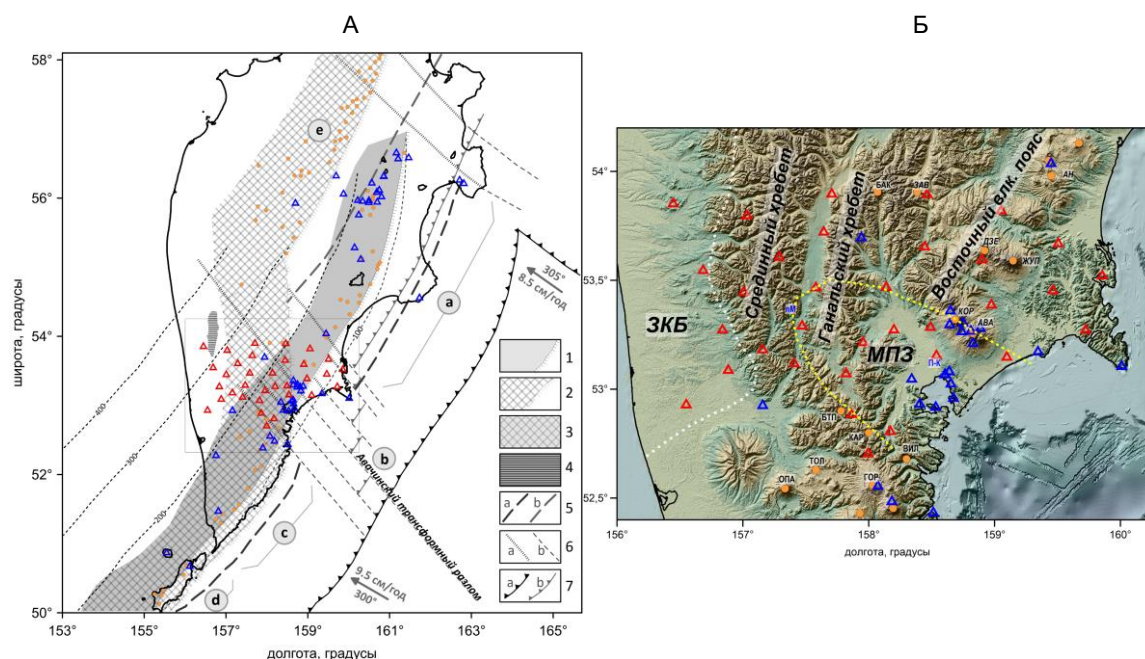 А
58°
56°
54°
52°
50°
153°
155°
157°
159°
161°
163°
165°
широта, градусы
долгота, градусы
e
a
b
c
d
400
300
200
100
305°
8.5 см/год
9.5 см/год
300°
Авачинский трансформный разлом
1
2
3
4
a
b
5
a
b
6
a
b
7
Б
54°
53,5°
53°
52,5°
156°
157°
158°
159°
160°
долгота, градусы
Срединный хребет
Ганальский хребет
Восточный влк. пояс
ЗКБ
МПЗ
БАК
ЗАВ
АН
ДЗЕ
ЖУП
КОР
АВА
П-К
БТП
КАР
ВИЛ
ТОЛ
ОПА
ГОР